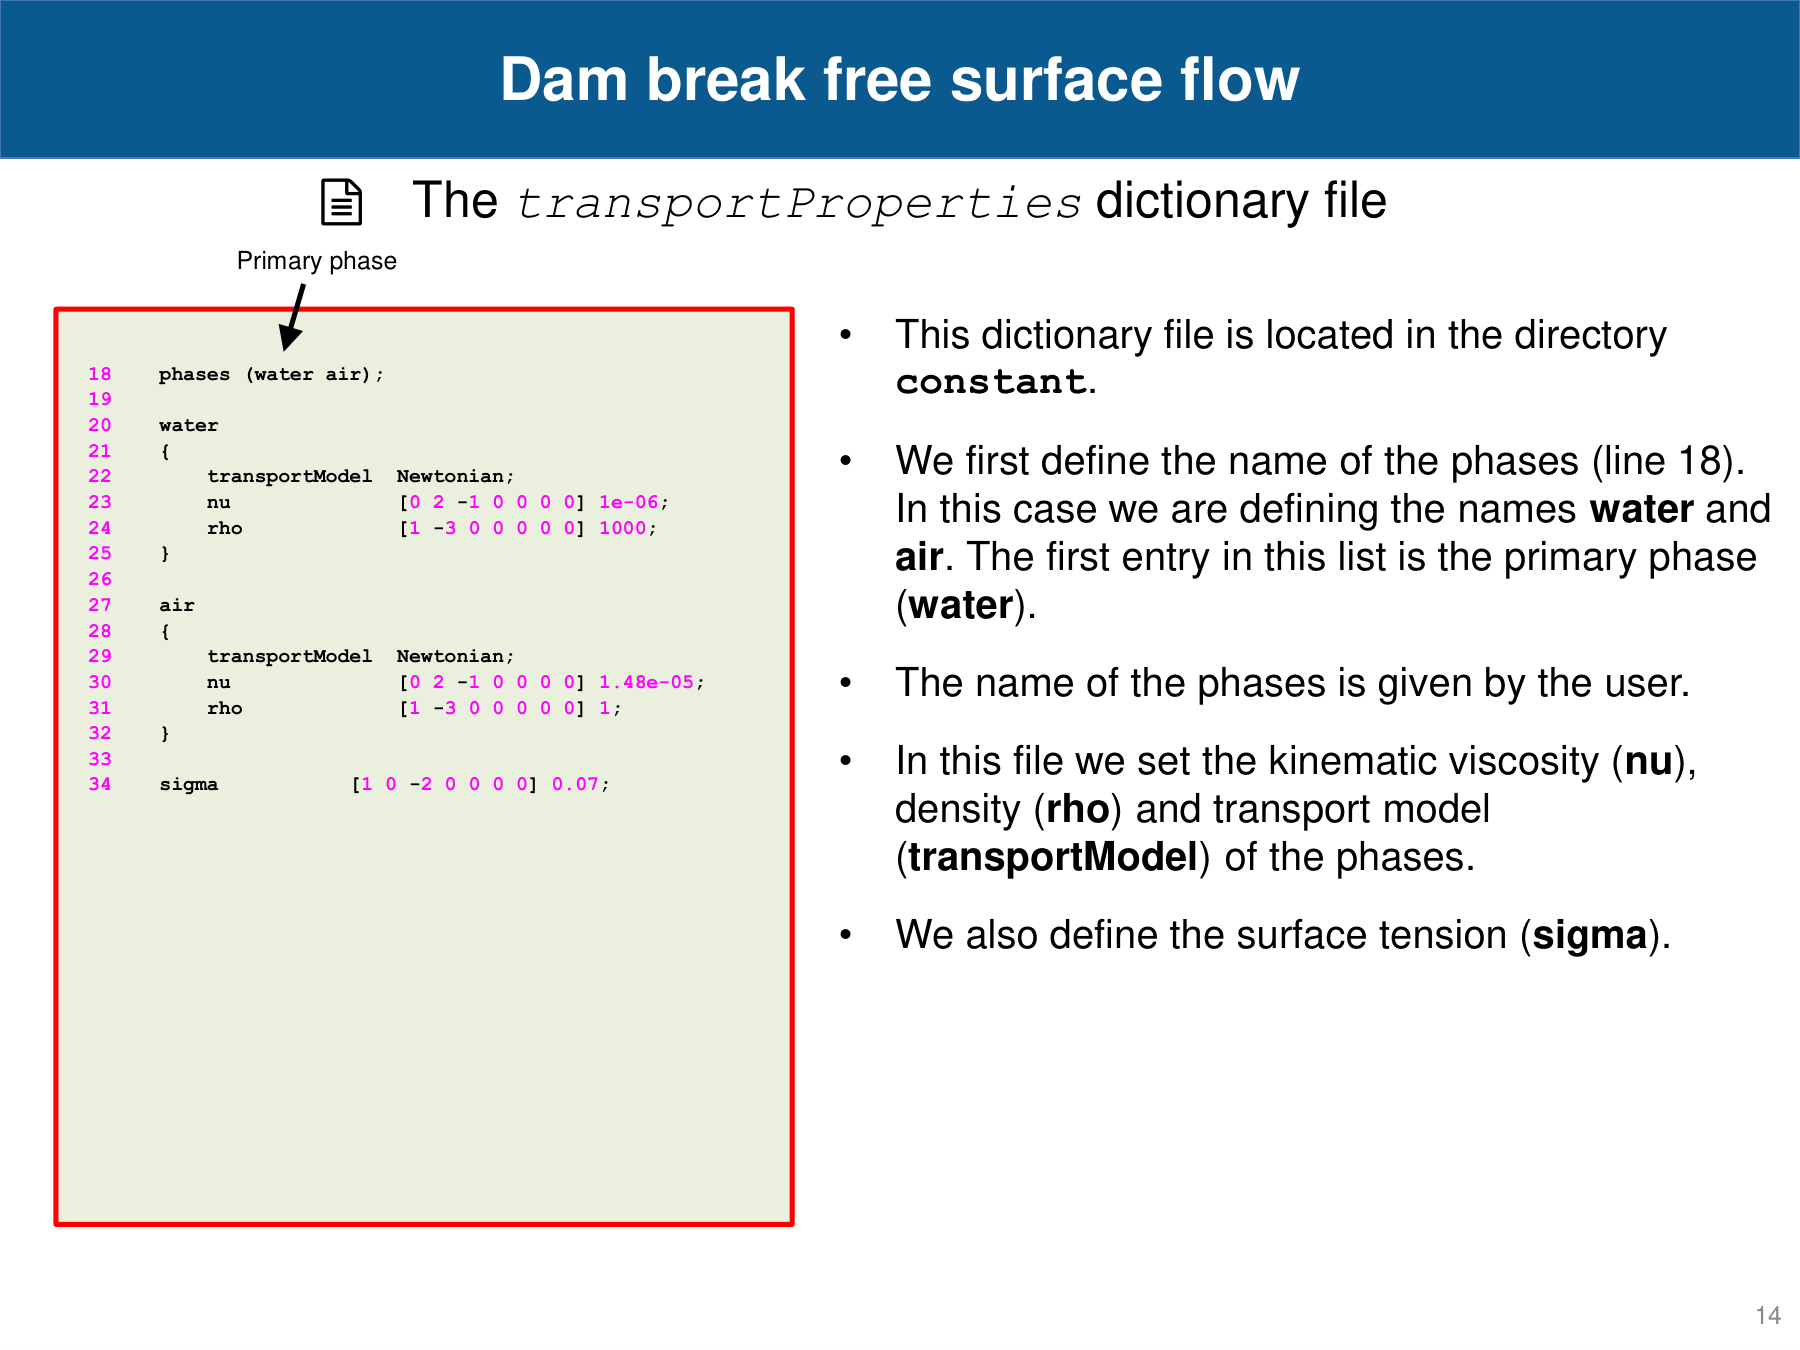 Dam break free surface flow
The transportProperties dictionary file
Primary phase
18    phases (water air);
19
20    water
21    {
22        transportModel  Newtonian;
23        nu              [0 2 -1 0 0 0 0] 1e-06;
24        rho             [1 -3 0 0 0 0 0] 1000;
25    }
26
27    air
28    {
29        transportModel  Newtonian;
30        nu              [0 2 -1 0 0 0 0] 1.48e-05;
31        rho             [1 -3 0 0 0 0 0] 1;
32    }
33
34    sigma           [1 0 -2 0 0 0 0] 0.07;
• This dictionary file is located in the directory
constant.
• We first define the name of the phases (line 18).
In this case we are defining the names water and
air. The first entry in this list is the primary phase
(water).
• The name of the phases is given by the user.
• In this file we set the kinematic viscosity (nu),
density (rho) and transport model
(transportModel) of the phases.
• We also define the surface tension (sigma).
14